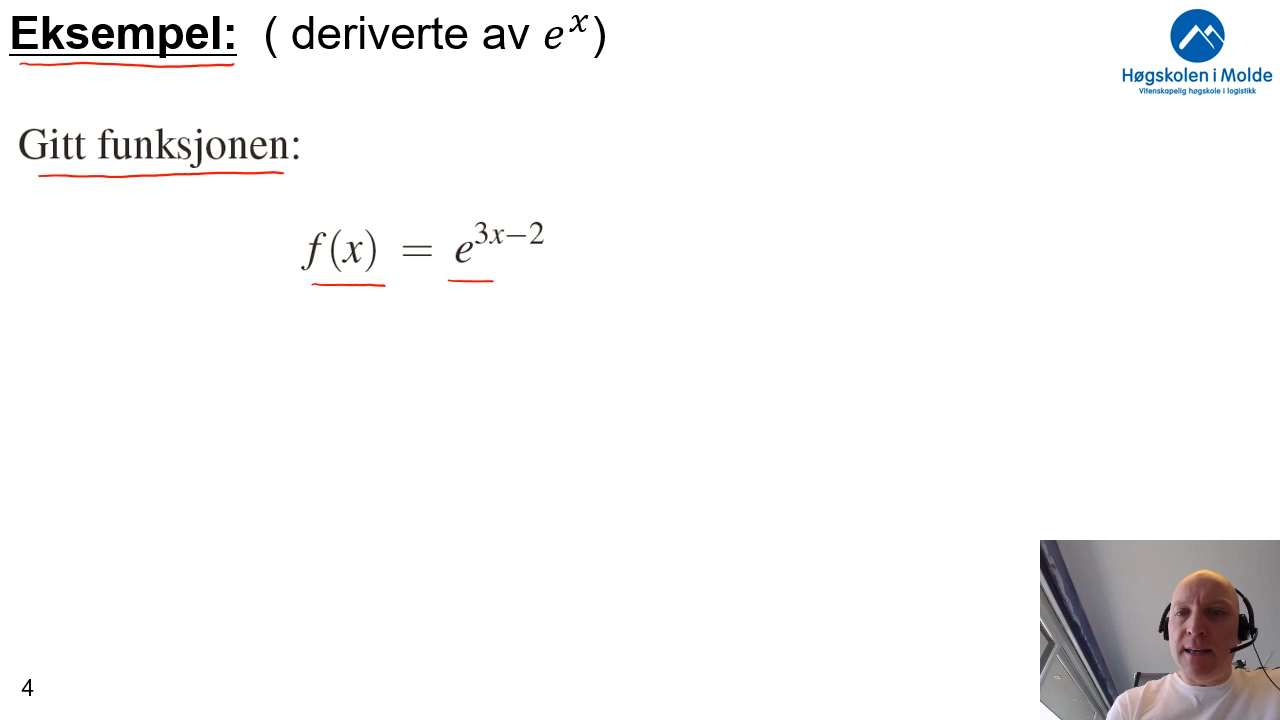 Eksempel: ( deriverte av e^x)
Høgskolen i Molde
Vitenskapelig høgskole i logistikk
Gitt funksjonen:
f(x) = e^{3x−2}
4